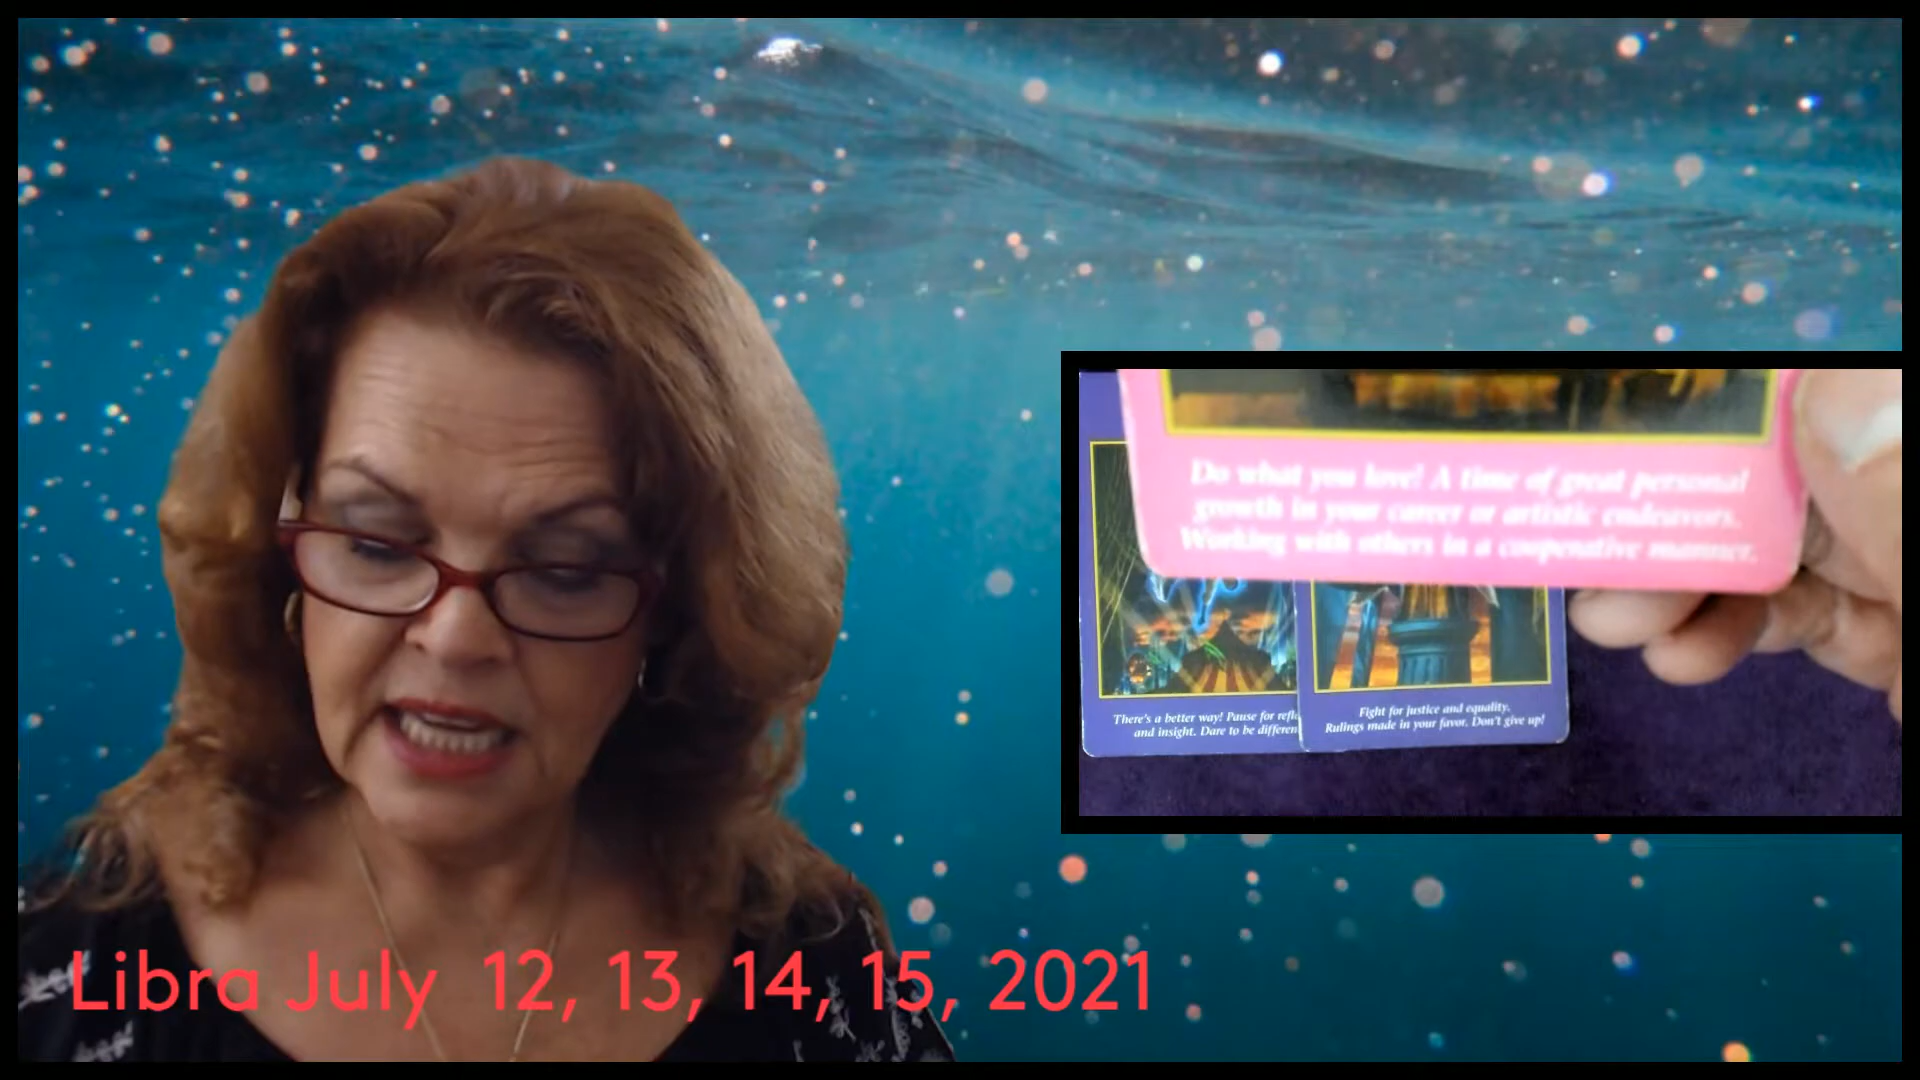 Do what you love! A time of great personal
growth in your career or artistic endeavors.
Working with others in a cooperative manner.
There's a better way! Pause for refle
and insight. Dare to be differen
Fight for justice and equality.
Rulings made in your favor. Don't give up!
Libra July 12, 13, 14, 15, 2021